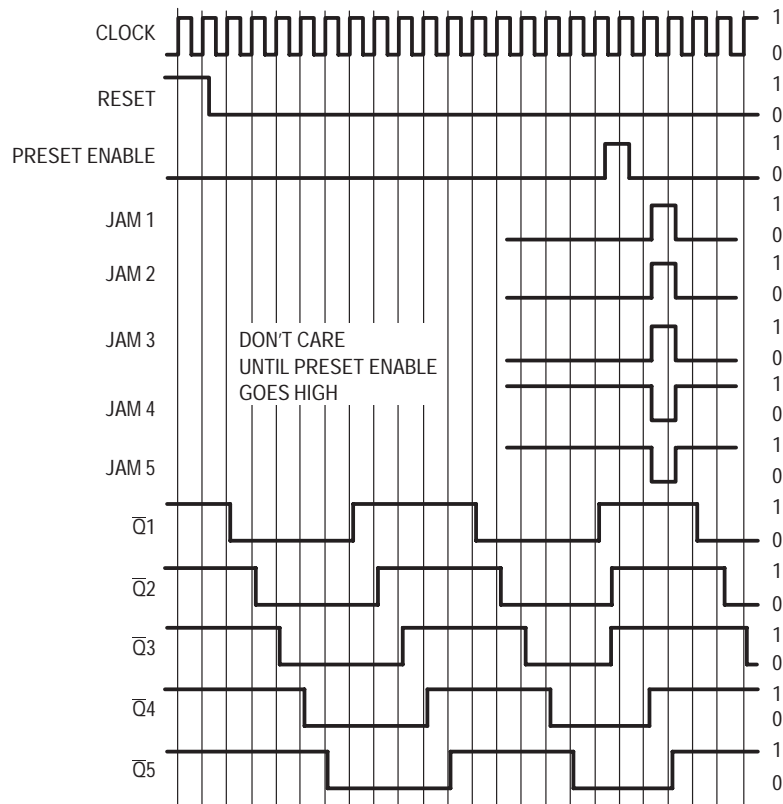 CLOCK
1
0
RESET
1
0
PRESET ENABLE
1
0
JAM 1
1
0
JAM 2
1
0
JAM 3
1
0
DON'T CARE
UNTIL PRESET ENABLE
GOES HIGH
JAM 4
1
0
JAM 5
1
0
Q̅1
1
0
Q̅2
1
0
Q̅3
1
0
Q̅4
1
0
Q̅5
1
0